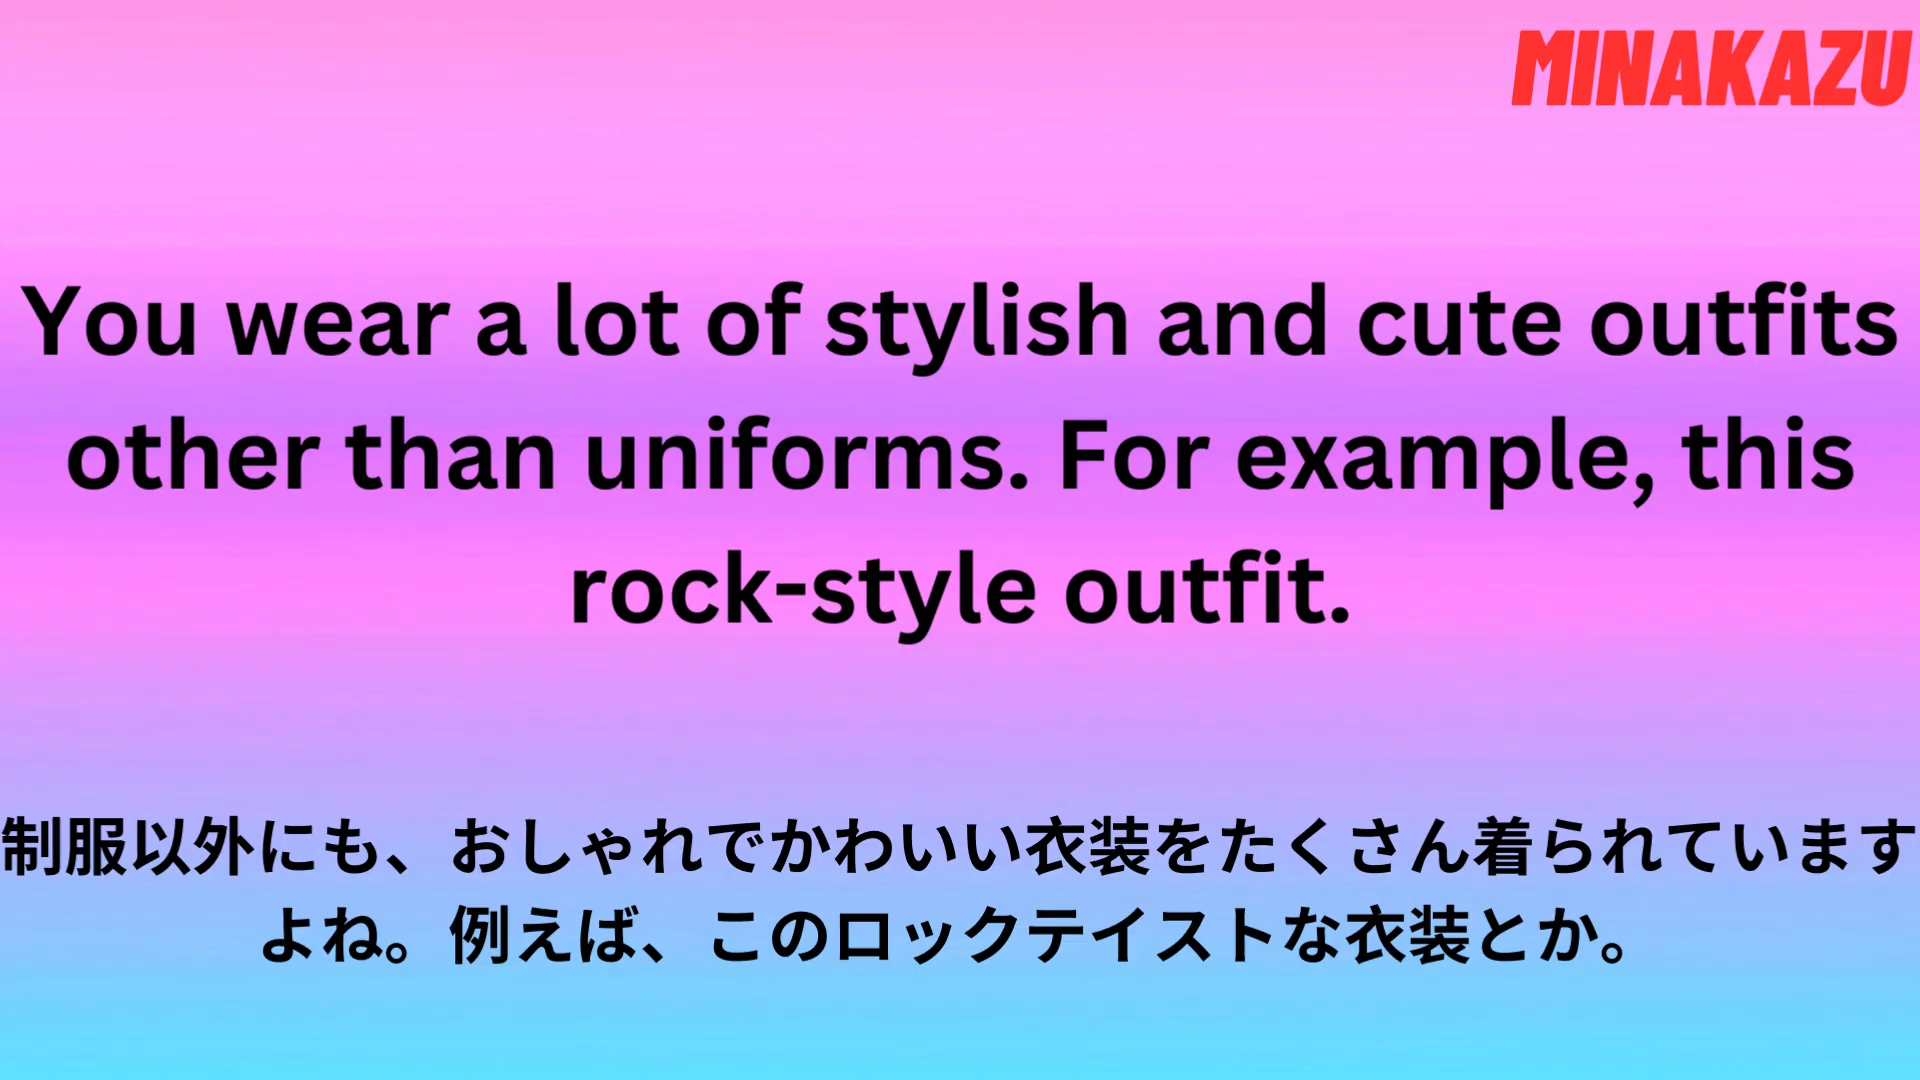 MINAKAZU
You wear a lot of stylish and cute outfits
other than uniforms. For example, this
rock-style outfit.
制服以外にも、おしゃれでかわいい衣装をたくさん着られています
よね。例えば、このロックテイストな衣装とか。